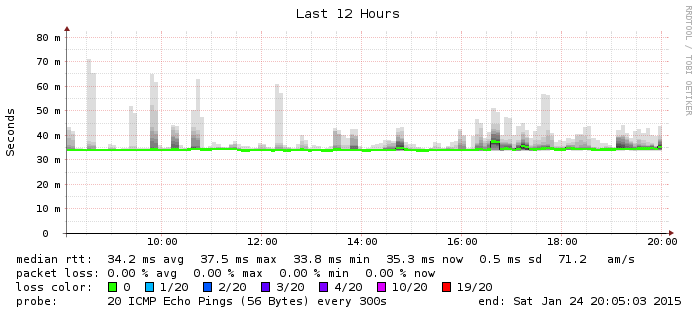 Last 12 Hours
RRDTOOL / TOBI OETIKER
Seconds
80 m
70 m
60 m
50 m
40 m
30 m
20 m
10 m
0
10:00 12:00 14:00 16:00 18:00 20:00
median rtt: 34.2 ms avg 37.5 ms max 33.8 ms min 35.3 ms now 0.5 ms sd 71.2 am/s
packet loss: 0.00 % avg 0.00 % max 0.00 % min 0.00 % now
loss color: 0 1/20 2/20 3/20 4/20 10/20 19/20
probe: 20 ICMP Echo Pings (56 Bytes) every 300s end: Sat Jan 24 20:05:03 2015